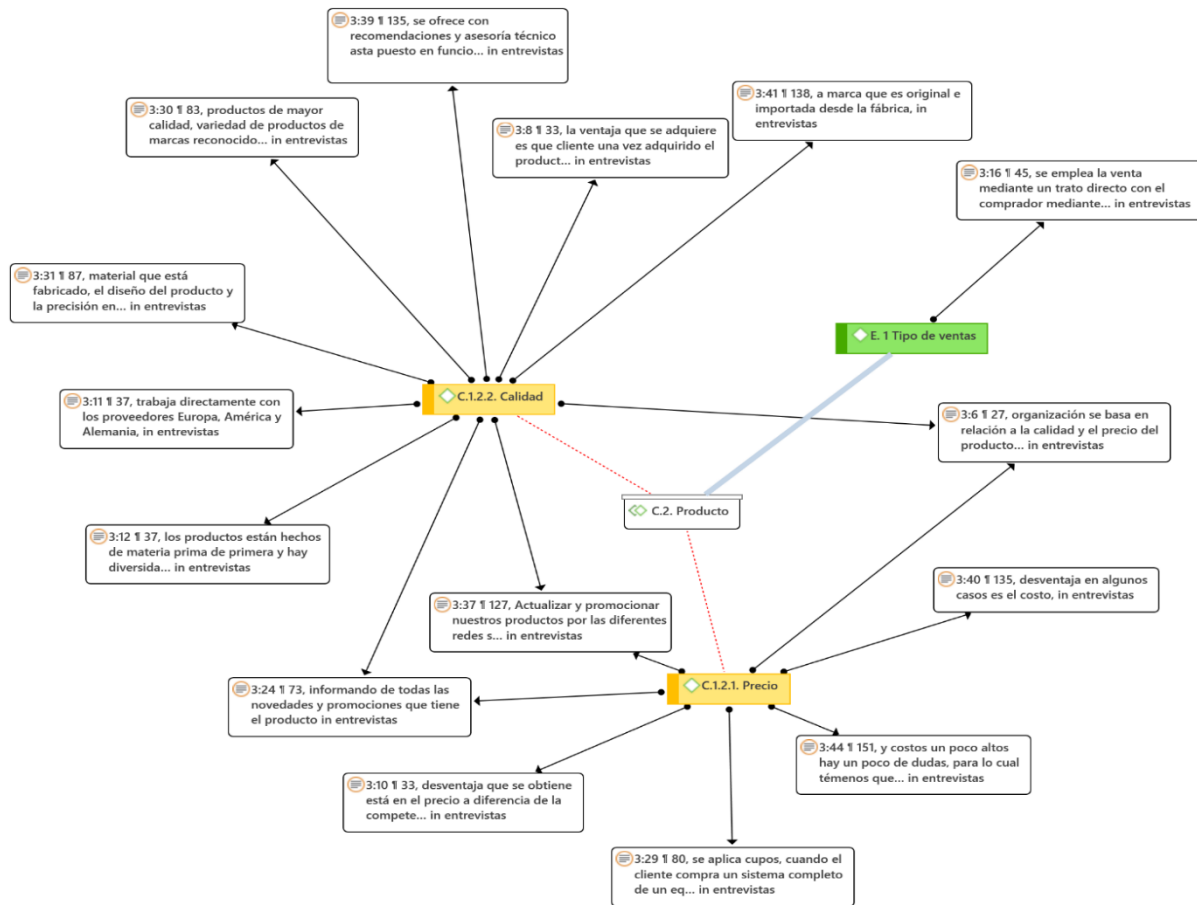 3:39 ¶ 135, se ofrece con
recomendaciones y asesoría técnico
asta puesto en funcio... in entrevistas
3:30 ¶ 83, productos de mayor
calidad, variedad de productos de
marcas reconocido... in entrevistas
3:41 ¶ 138, a marca que es original e
importada desde la fábrica, in
entrevistas
3:8 ¶ 33, la ventaja que se adquiere
es que cliente una vez adquirido el
product... in entrevistas
3:16 ¶ 45, se emplea la venta
mediante un trato directo con el
comprador mediante... in entrevistas
3:31 ¶ 87, material que está
fabricado, el diseño del producto y
la precisión en... in entrevistas
E. 1 Tipo de ventas
3:11 ¶ 37, trabaja directamente con
los proveedores Europa, América y
Alemania, in entrevistas
C.1.2.2. Calidad
3:6 ¶ 27, organización se basa en
relación a la calidad y el precio del
producto... in entrevistas
C.2. Producto
3:12 ¶ 37, los productos están hechos
de materia prima de primera y hay
diversida... in entrevistas
3:40 ¶ 135, desventaja en algunos
casos es el costo, in entrevistas
3:37 ¶ 127, Actualizar y promocionar
nuestros productos por las diferentes
redes s... in entrevistas
C.1.2.1. Precio
3:24 ¶ 73, informando de todas las
novedades y promociones que tiene
el producto in entrevistas
3:44 ¶ 151, y costos un poco altos
hay un poco de dudas, para lo cual
témenos que... in entrevistas
3:10 ¶ 33, desventaja que se obtiene
está en el precio a diferencia de la
compete... in entrevistas
3:29 ¶ 80, se aplica cupos, cuando el
cliente compra un sistema completo
de un eq... in entrevistas